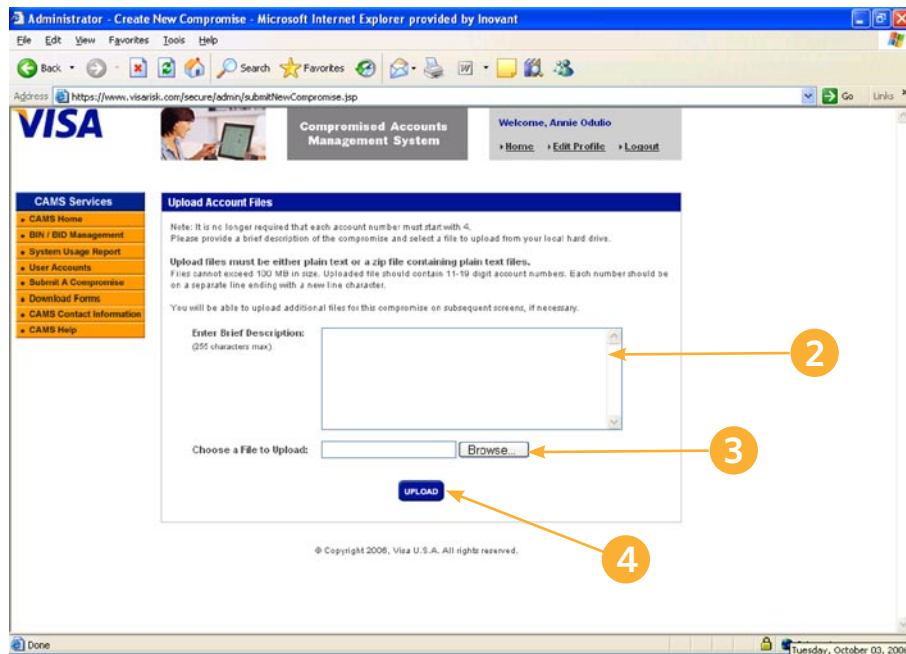 Administrator - Create New Compromise - Microsoft Internet Explorer provided by Inovant
File Edit View Favorites Tools Help
Back Search Favorites
Address https://www.visarisk.com/secure/admin/submitNewCompromise.jsp Go Links
VISA
Compromised Accounts
Management System
Welcome, Annie Odulio
Home Edit Profile Logout
CAMS Services
CAMS Home
BIN / BID Management
System Usage Report
User Accounts
Submit A Compromise
Download Forms
CAMS Contact Information
CAMS Help
Upload Account Files
Note: It is no longer required that each account number must start with 4.
Please provide a brief description of the compromise and select a file to upload from your local hard drive.
Upload files must be either plain text or a zip file containing plain text files.
Files cannot exceed 100 MB in size. Uploaded file should contain 11-19 digit account numbers. Each number should be
on a separate line ending with a new line character.
You will be able to upload additional files for this compromise on subsequent screens, if necessary.
Enter Brief Description:
(255 characters max)
2
Choose a File to Upload:
Browse...
3
UPLOAD
4
© Copyright 2006, Visa U.S.A. All rights reserved.
Done
Tuesday, October 03, 2006